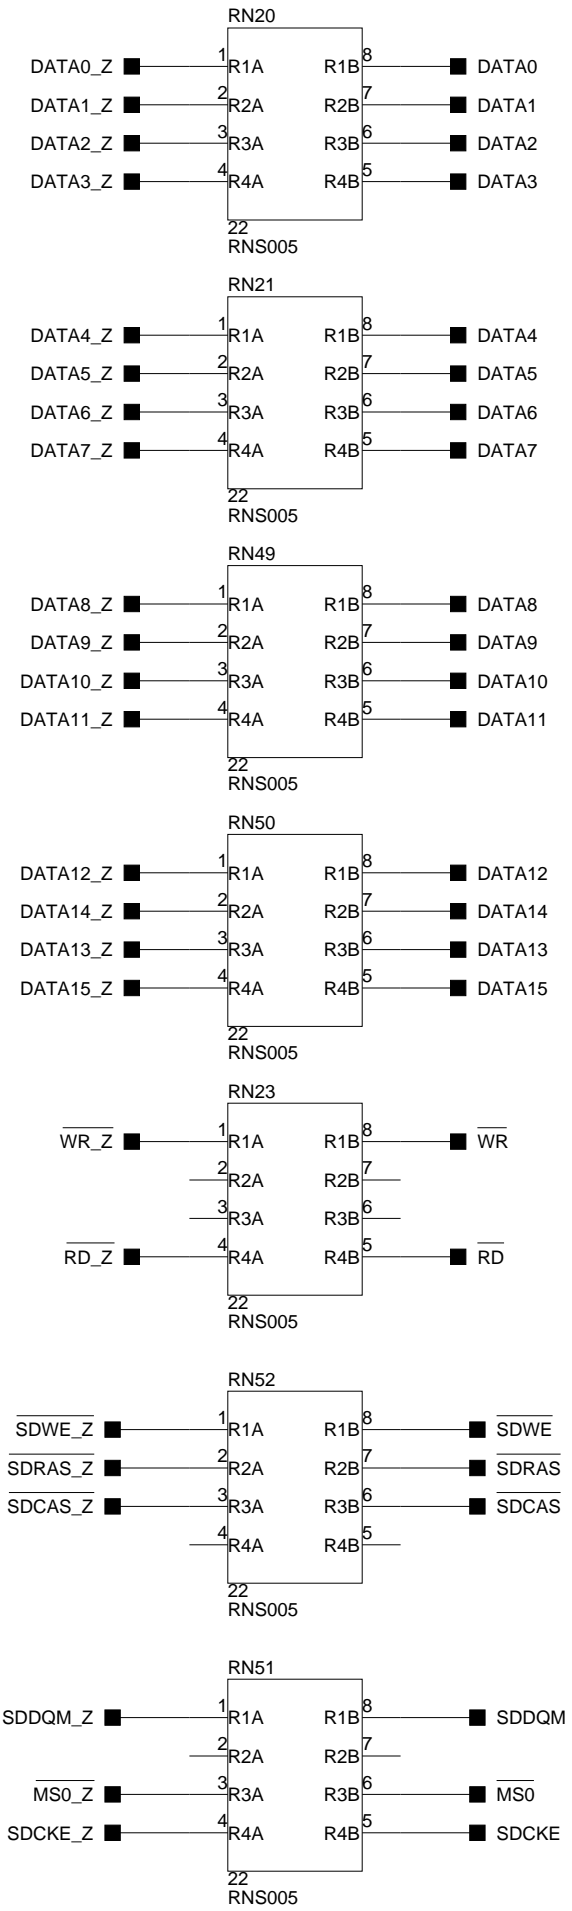 RN20
DATA0_Z 1 R1A R1B 8 DATA0
DATA1_Z 2 R2A R2B 7 DATA1
DATA2_Z 3 R3A R3B 6 DATA2
DATA3_Z 4 R4A R4B 5 DATA3
22
RNS005
RN21
DATA4_Z 1 R1A R1B 8 DATA4
DATA5_Z 2 R2A R2B 7 DATA5
DATA6_Z 3 R3A R3B 6 DATA6
DATA7_Z 4 R4A R4B 5 DATA7
22
RNS005
RN49
DATA8_Z 1 R1A R1B 8 DATA8
DATA9_Z 2 R2A R2B 7 DATA9
DATA10_Z 3 R3A R3B 6 DATA10
DATA11_Z 4 R4A R4B 5 DATA11
22
RNS005
RN50
DATA12_Z 1 R1A R1B 8 DATA12
DATA14_Z 2 R2A R2B 7 DATA14
DATA13_Z 3 R3A R3B 6 DATA13
DATA15_Z 4 R4A R4B 5 DATA15
22
RNS005
RN23
WR_Z 1 R1A R1B 8 WR
2 R2A R2B 7
3 R3A R3B 6
RD_Z 4 R4A R4B 5 RD
22
RNS005
RN52
SDWE_Z 1 R1A R1B 8 SDWE
SDRAS_Z 2 R2A R2B 7 SDRAS
SDCAS_Z 3 R3A R3B 6 SDCAS
4 R4A R4B 5
22
RNS005
RN51
SDDQM_Z 1 R1A R1B 8 SDDQM
2 R2A R2B 7
MS0_Z 3 R3A R3B 6 MS0
SDCKE_Z 4 R4A R4B 5 SDCKE
22
RNS005